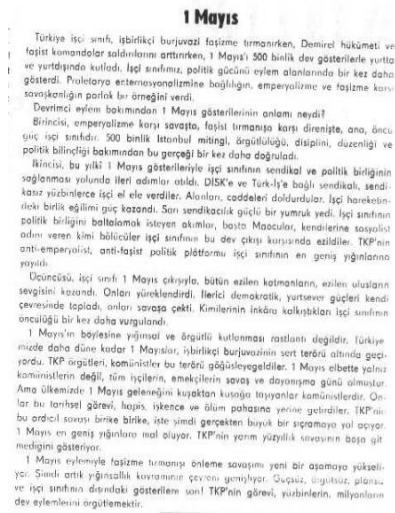 1 Mayıs
Türkiye işçi sınıfı, işbirlikçi burjuvazi faşizme tırmanırken, Demirel hükümeti ve
faşist komandolar saldırılarını arttırırken, 1 Mayıs'ı 500 binlik dev gösterilerle yurtta
ve yurtdışında kutladı. İşçi sınıfımız, politik gücünü eylem alanlarında bir kez daha
gösterdi. Proletarya enternasyonalizmine bağlılığın, emperyalizme ve faşizme karşı
savaşkanlığın parlak bir örneğini verdi.
Devrimci eylem bakımından 1 Mayıs gösterilerinin anlamı neydi?
Birincisi, emperyalizme karşı savaşta, faşist tırmanışa karşı direnişte, ana, öncü
güç işçi sınıfıdır. 500 binlik İstanbul mitingi, örgütlülüğü, disiplini, düzenliği ve
politik bilinçliği bakımından bu gerçeği bir kez daha doğruladı.
İkincisi, bu yılki 1 Mayıs gösterileriyle işçi sınıfının sendikal ve politik birliğinin
sağlanması yolunda ileri adımlar atıldı. DİSK'e ve Türk-İş'e bağlı sendikalı, sendi-
kasız yüzbinlerce işçi el ele verdiler. Alanları, caddeleri doldurdular. İşçi hareketin-
deki birlik eğilimi güç kazandı. Sarı sendikacılık güçlü bir yumruk yedi. İşçi sınıfının
politik birliğini baltalamak isteyen akımlar, başta Maocular, kendilerine sosyalist
adını veren kimi bölücüler işçi sınıfının bu dev çıkışı karşısında ezildiler. TKP'nin
anti-emperyalist, anti-faşist politik plâtformu işçi sınıfının en geniş yığınlarına
yayıldı.
Üçüncüsü, işçi sınıfı 1 Mayıs çıkışıyla, bütün ezilen katmanların, ezilen ulusların
sevgisini kazandı. Onları yüreklendirdi. İlerici demokratik, yurtsever güçleri kendi
çevresinde topladı, onları savaşa çekti. Kimilerinin inkâra kalkıştıkları işçi sınıfının
öncülüğü bir kez daha vurgulandı.
1 Mayıs'ın böylesine yığınsal ve örgütlü kutlanması rastlantı değildir. Türkiye
mizde daha düne kadar 1 Mayıslar, işbirlikçi burjuvazinin sert terörü altında geçi-
yordu. TKP örgütleri, komünistler bu terörü göğüsleyegeldiler. 1 Mayıs elbette yalnız
komünistlerin değil, tüm işçilerin, emekçilerin savaş ve dayanışma günü olmuştur.
Ama ülkemizde 1 Mayıs geleneğini kuşaktan kuşağa taşıyanlar komünistlerdir. On-
lar bu tarihsel görevi, hapis, işkence ve ölüm pahasına yerine getirdiler. TKP'nin
bu ardıcıl savaşı birike birike, işte şimdi gerçekten büyük bir sıçramaya yol açıyor.
1 Mayıs en geniş yığınlara mal oluyor. TKP'nin yarım yüzyıllık savaşının boşa git
mediğini gösteriyor.
1 Mayıs eylemiyle faşizme tırmanışı önleme savaşımı yeni bir aşamaya yükseli-
yor. Şimdi artık yığınsallık kavramının çevreni genişliyor. Güçsüz, örgütsüz, plansız
ve işçi sınıfının dışındaki gösterilere son! TKP'nin görevi, yüzbinlerin, milyonların
dev eylemlerini örgütlemektir.